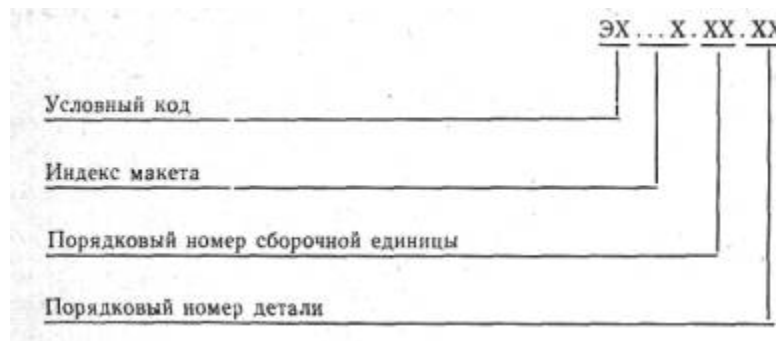 ЭХ...Х.ХХ.ХХ
Условный код
Индекс макета
Порядковый номер сборочной единицы
Порядковый номер детали